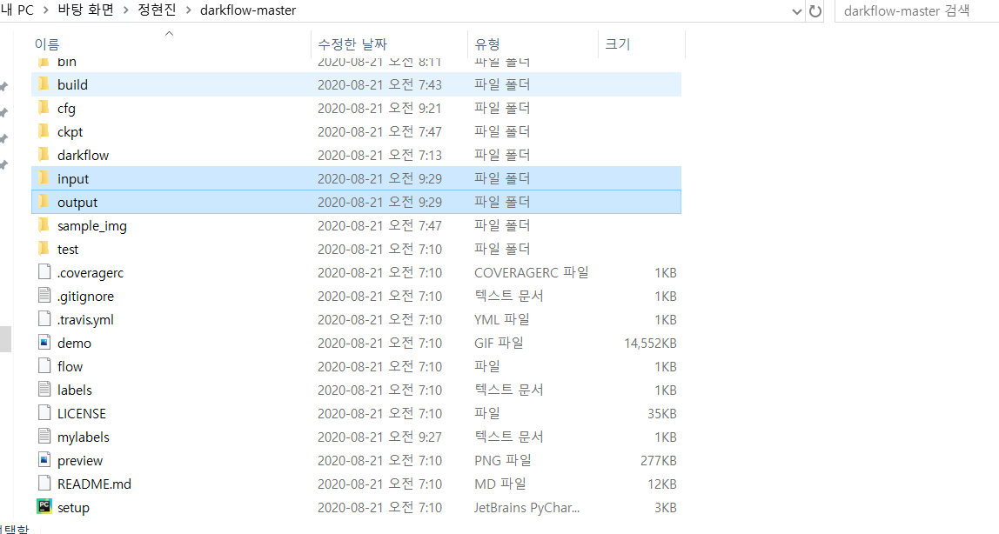 내 PC > 바탕 화면 > 정현진 > darkflow-master darkflow-master 검색
이름 수정한 날짜 유형 크기
bin 2020-08-21 오전 8:11 파일 폴더
build 2020-08-21 오전 7:43 파일 폴더
cfg 2020-08-21 오전 9:21 파일 폴더
ckpt 2020-08-21 오전 7:47 파일 폴더
darkflow 2020-08-21 오전 7:13 파일 폴더
input 2020-08-21 오전 9:29 파일 폴더
output 2020-08-21 오전 9:29 파일 폴더
sample_img 2020-08-21 오전 7:47 파일 폴더
test 2020-08-21 오전 7:10 파일 폴더
.coveragerc 2020-08-21 오전 7:10 COVERAGERC 파일 1KB
.gitignore 2020-08-21 오전 7:10 텍스트 문서 1KB
.travis.yml 2020-08-21 오전 7:10 YML 파일 1KB
demo 2020-08-21 오전 7:10 GIF 파일 14,552KB
flow 2020-08-21 오전 7:10 파일 1KB
labels 2020-08-21 오전 7:10 텍스트 문서 1KB
LICENSE 2020-08-21 오전 7:10 파일 35KB
mylabels 2020-08-21 오전 9:27 텍스트 문서 1KB
preview 2020-08-21 오전 7:10 PNG 파일 277KB
README.md 2020-08-21 오전 7:10 MD 파일 12KB
setup 2020-08-21 오전 7:10 JetBrains PyChar... 3KB